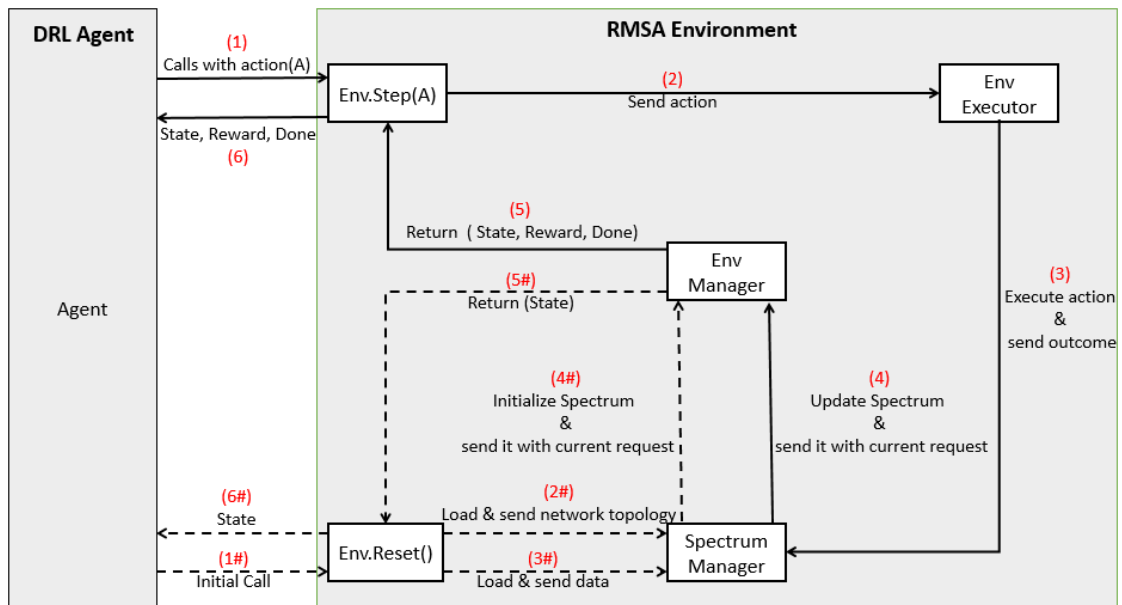 DRL Agent
RMSA Environment
(1)
Calls with action(A)
Env.Step(A)
(2)
Send action
Env
Executor
State, Reward, Done
(6)
(5)
Return ( State, Reward, Done)
Env
Manager
(5#)
Return (State)
(3)
Execute action
&
send outcome
Agent
(4#)
Initialize Spectrum
&
send it with current request
(4)
Update Spectrum
&
send it with current request
(6#)
State
(2#)
Load & send network topology
Env.Reset()
Spectrum
Manager
(1#)
Initial Call
(3#)
Load & send data